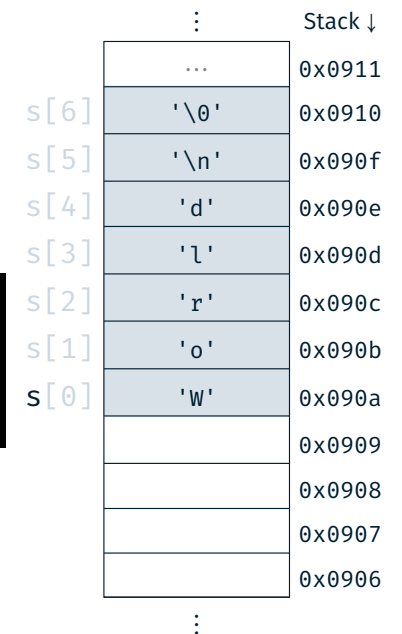 ⋮ Stack ↓
... 0x0911
s[6] '\0' 0x0910
s[5] '\n' 0x090f
s[4] 'd' 0x090e
s[3] 'l' 0x090d
s[2] 'r' 0x090c
s[1] 'o' 0x090b
s[0] 'W' 0x090a
0x0909
0x0908
0x0907
0x0906
⋮